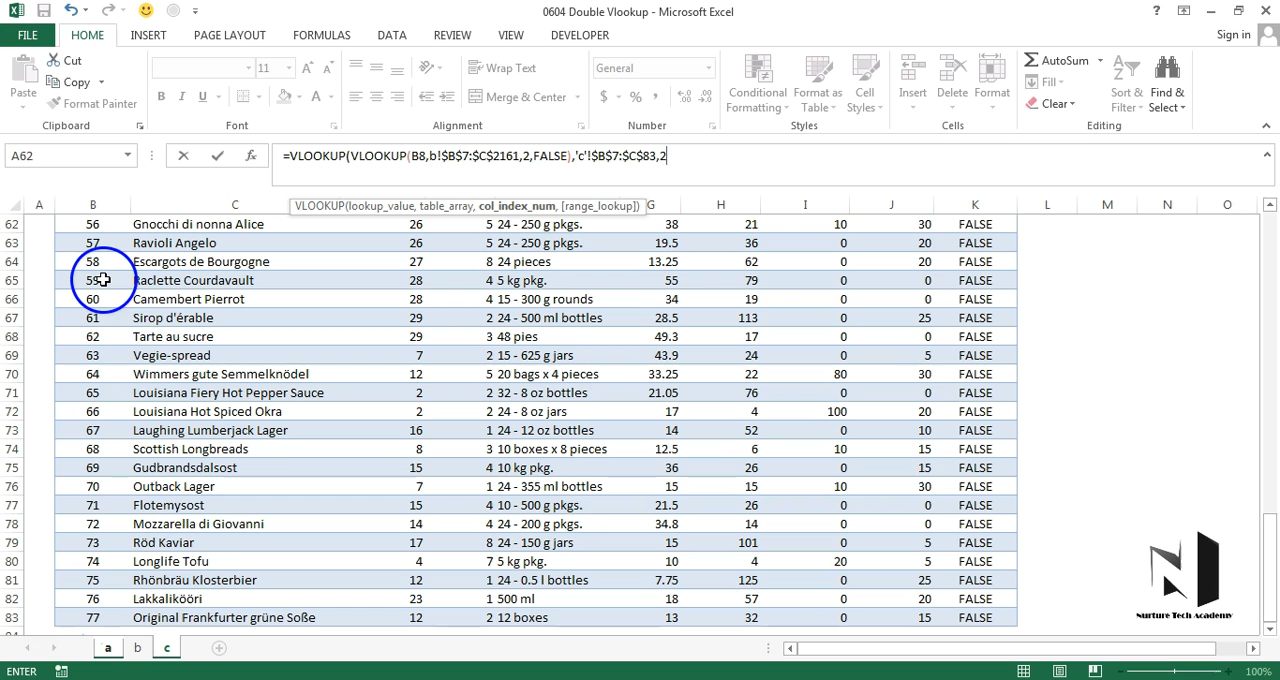 0604 Double Vlookup - Microsoft Excel
?
FILE HOME INSERT PAGE LAYOUT FORMULAS DATA REVIEW VIEW DEVELOPER Sign in
Paste Cut Copy Format Painter
11 A A Wrap Text Merge & Center
B I U A
General $ % , .0 .00
Conditional Formatting Format as Table Cell Styles
Insert Delete Format
AutoSum Fill Clear Sort & Filter Find & Select
Clipboard Font Alignment Number Styles Cells Editing
A62 fx =VLOOKUP(VLOOKUP(B8,b!$B$7:$C$2161,2,FALSE),'c'!$B$7:$C$83,2
VLOOKUP(lookup_value, table_array, col_index_num, [range_lookup])
A B C G H I J K L M N O
62 56 Gnocchi di nonna Alice 26 5 24 - 250 g pkgs. 38 21 10 30 FALSE
63 57 Ravioli Angelo 26 5 24 - 250 g pkgs. 19.5 36 0 20 FALSE
64 58 Escargots de Bourgogne 27 8 24 pieces 13.25 62 0 20 FALSE
65 59 Raclette Courdavault 28 4 5 kg pkg. 55 79 0 0 FALSE
66 60 Camembert Pierrot 28 4 15 - 300 g rounds 34 19 0 0 FALSE
67 61 Sirop d'érable 29 2 24 - 500 ml bottles 28.5 113 0 25 FALSE
68 62 Tarte au sucre 29 3 48 pies 49.3 17 0 0 FALSE
69 63 Vegie-spread 7 2 15 - 625 g jars 43.9 24 0 5 FALSE
70 64 Wimmers gute Semmelknödel 12 5 20 bags x 4 pieces 33.25 22 80 30 FALSE
71 65 Louisiana Fiery Hot Pepper Sauce 2 2 32 - 8 oz bottles 21.05 76 0 0 FALSE
72 66 Louisiana Hot Spiced Okra 2 2 24 - 8 oz jars 17 4 100 20 FALSE
73 67 Laughing Lumberjack Lager 16 1 24 - 12 oz bottles 14 52 0 10 FALSE
74 68 Scottish Longbreads 8 3 10 boxes x 8 pieces 12.5 6 10 15 FALSE
75 69 Gudbrandsdalsost 15 4 10 kg pkg. 36 26 0 15 FALSE
76 70 Outback Lager 7 1 24 - 355 ml bottles 15 15 10 30 FALSE
77 71 Flotemysost 15 4 10 - 500 g pkgs. 21.5 26 0 0 FALSE
78 72 Mozzarella di Giovanni 14 4 24 - 200 g pkgs. 34.8 14 0 0 FALSE
79 73 Röd Kaviar 17 8 24 - 150 g jars 15 101 0 5 FALSE
80 74 Longlife Tofu 4 7 5 kg pkg. 10 4 20 5 FALSE
81 75 Rhönbräu Klosterbier 12 1 24 - 0.5 l bottles 7.75 125 0 25 FALSE
82 76 Lakkalikööri 23 1 500 ml 18 57 0 20 FALSE
83 77 Original Frankfurter grüne Soße 12 2 12 boxes 13 32 0 15 FALSE
Nurture Tech Academy
a b c
ENTER 100%